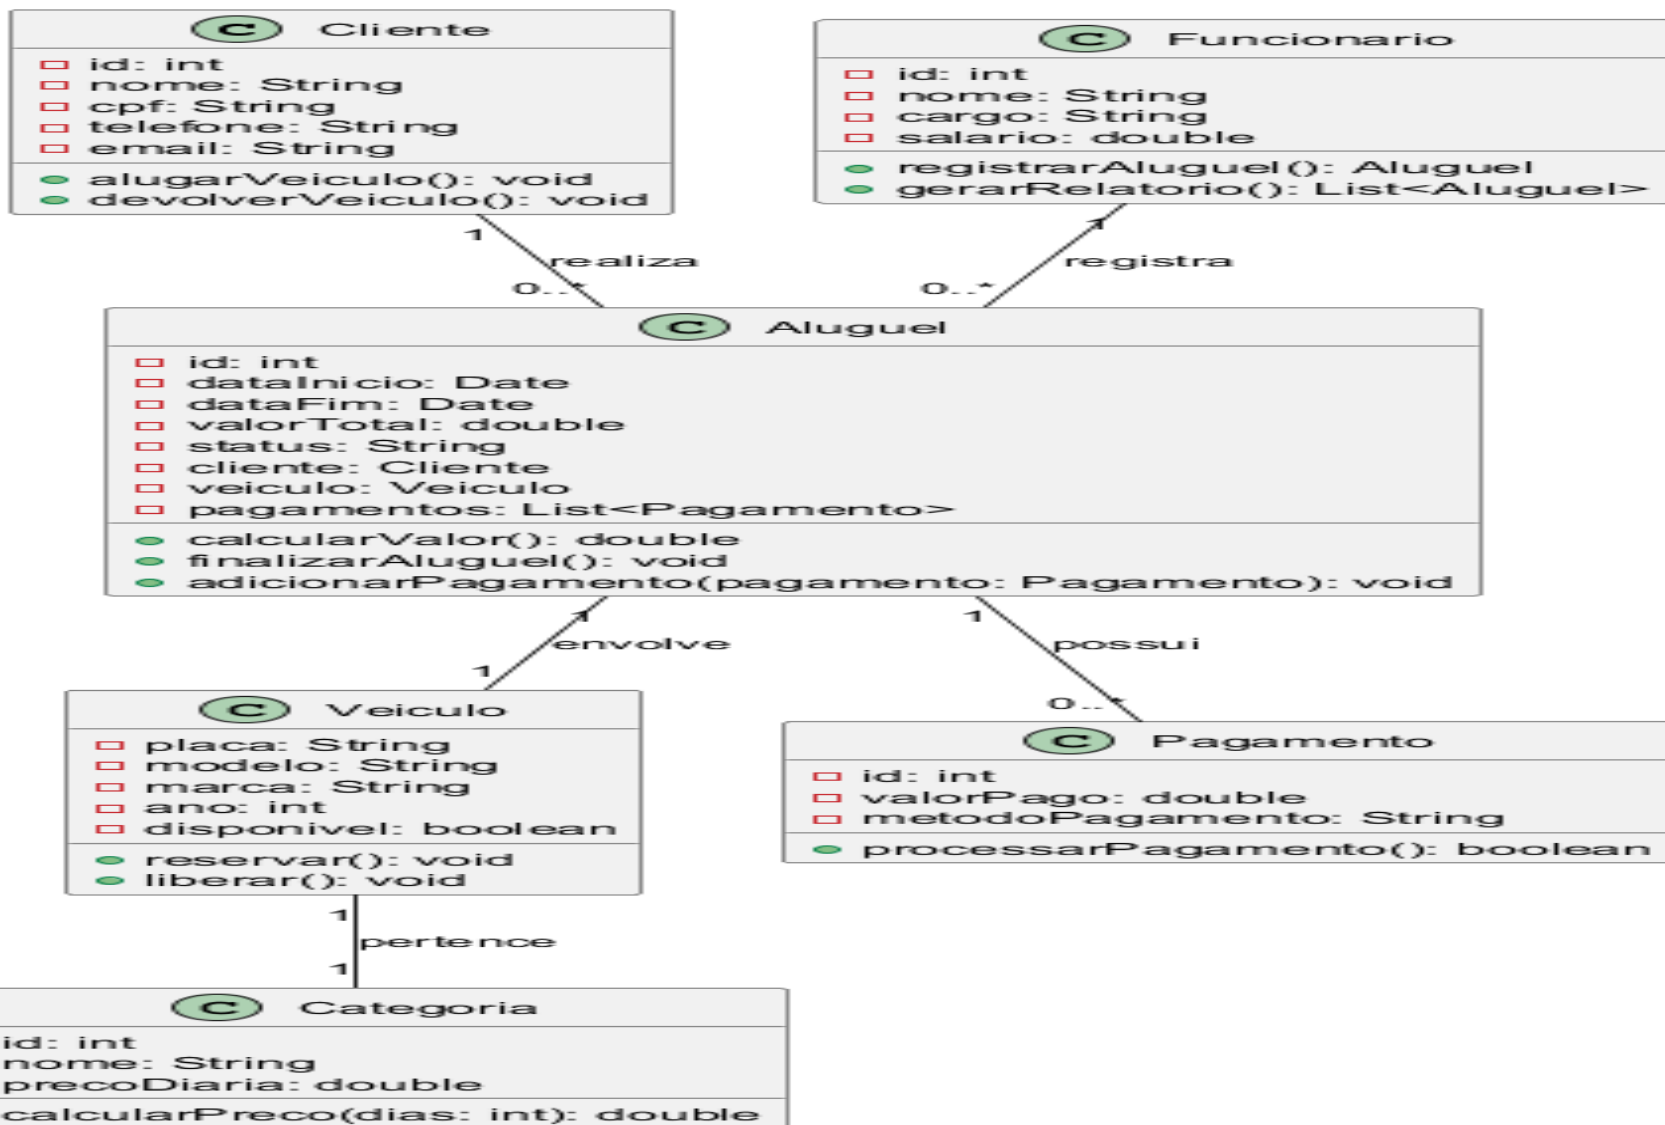 C Cliente
id: int
nome: String
cpf: String
telefone: String
email: String
alugarVeiculo(): void
devolverVeiculo(): void
C Funcionario
id: int
nome: String
cargo: String
salario: double
registrarAluguel(): Aluguel
gerarRelatorio(): List<Aluguel>
1
realiza
0..*
1
registra
0..*
C Aluguel
id: int
dataInicio: Date
dataFim: Date
valorTotal: double
status: String
cliente: Cliente
veiculo: Veiculo
pagamentos: List<Pagamento>
calcularValor(): double
finalizarAluguel(): void
adicionarPagamento(pagamento: Pagamento): void
1
envolve
1
1
possui
0..*
C Veiculo
placa: String
modelo: String
marca: String
ano: int
disponivel: boolean
reservar(): void
liberar(): void
C Pagamento
id: int
valorPago: double
metodoPagamento: String
processarPagamento(): boolean
1
pertence
1
C Categoria
id: int
nome: String
precoDiaria: double
calcularPreco(dias: int): double